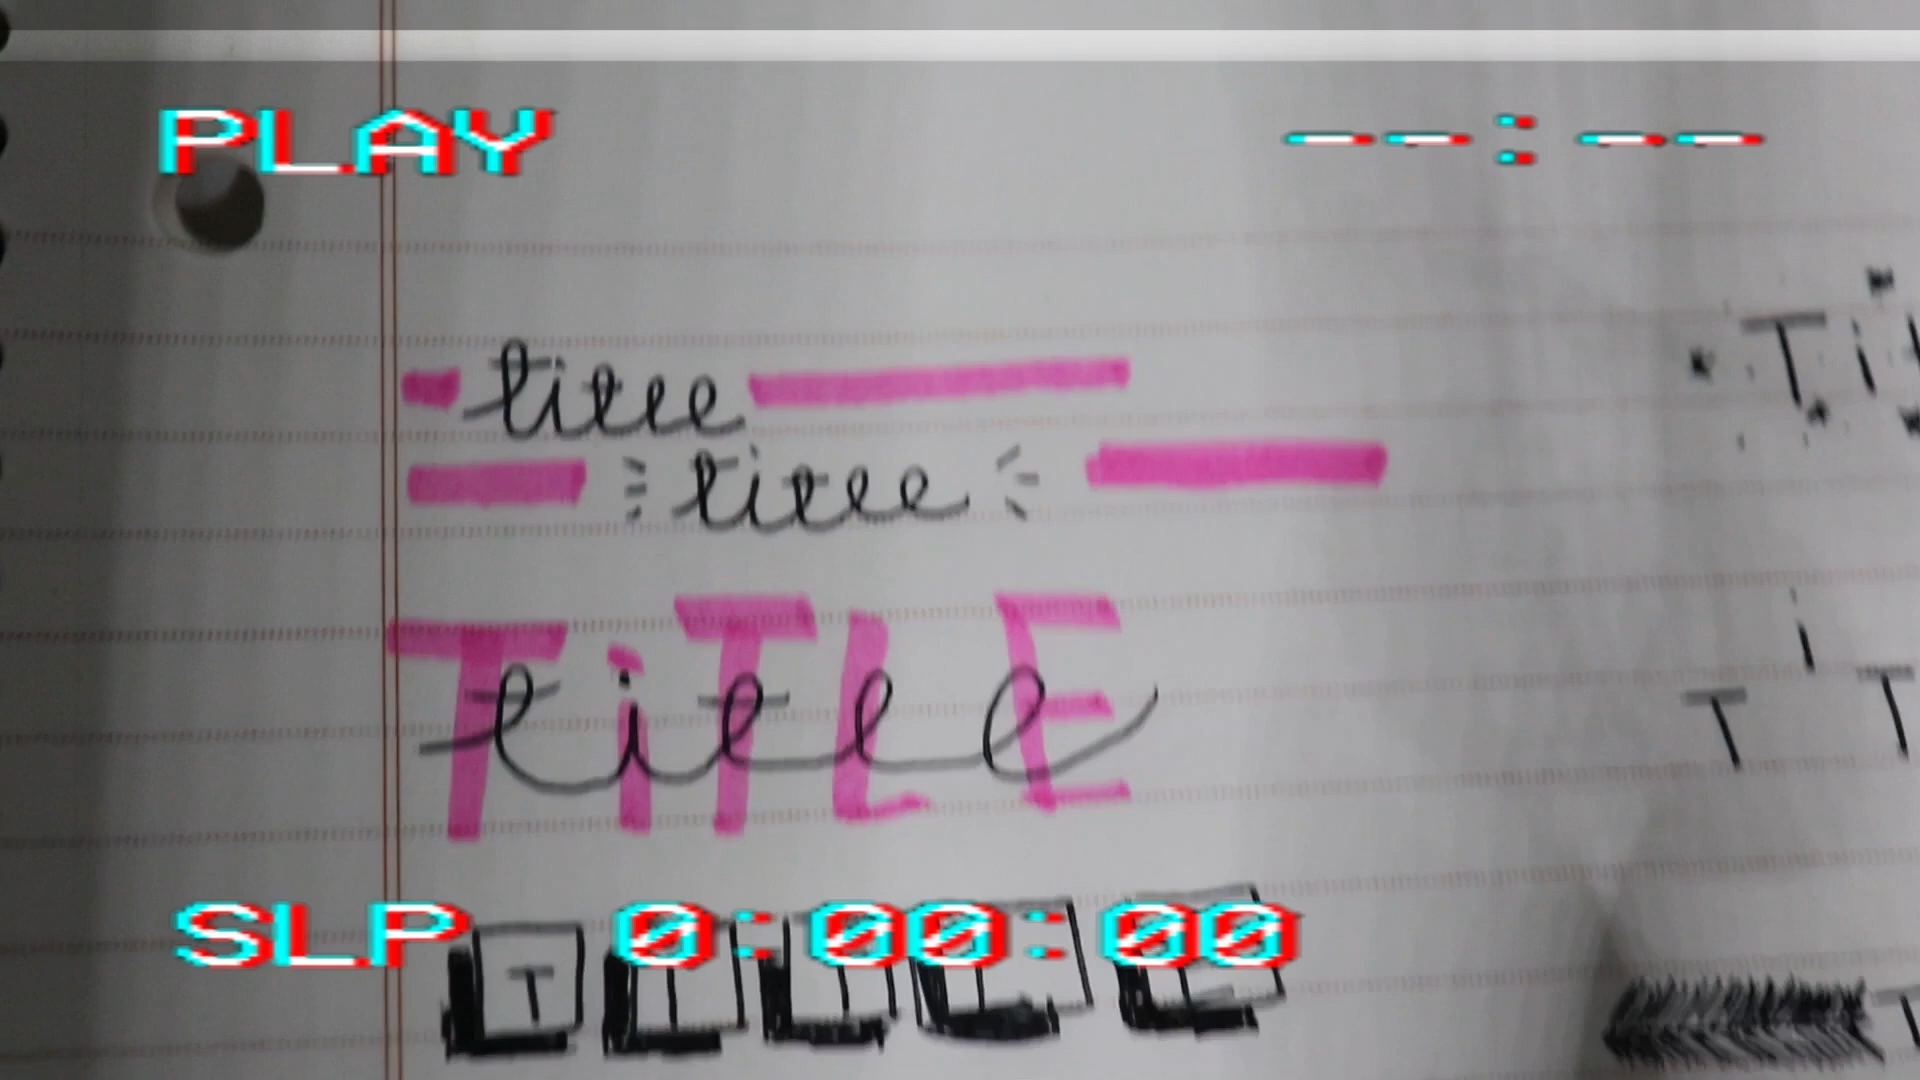 PLAY --:--
title
title
TiTLE
title
SLP 0:00:00
T I T L E